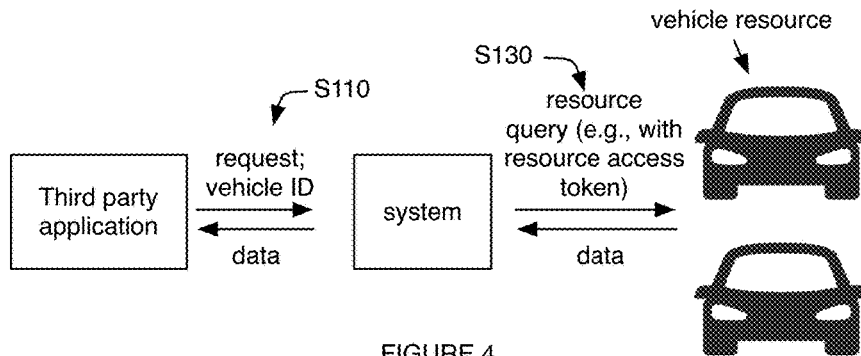 vehicle resource
S130
S110
resource
query (e.g., with
resource access
token)
request;
vehicle ID
Third party
application
system
data
data
FIGURE 4